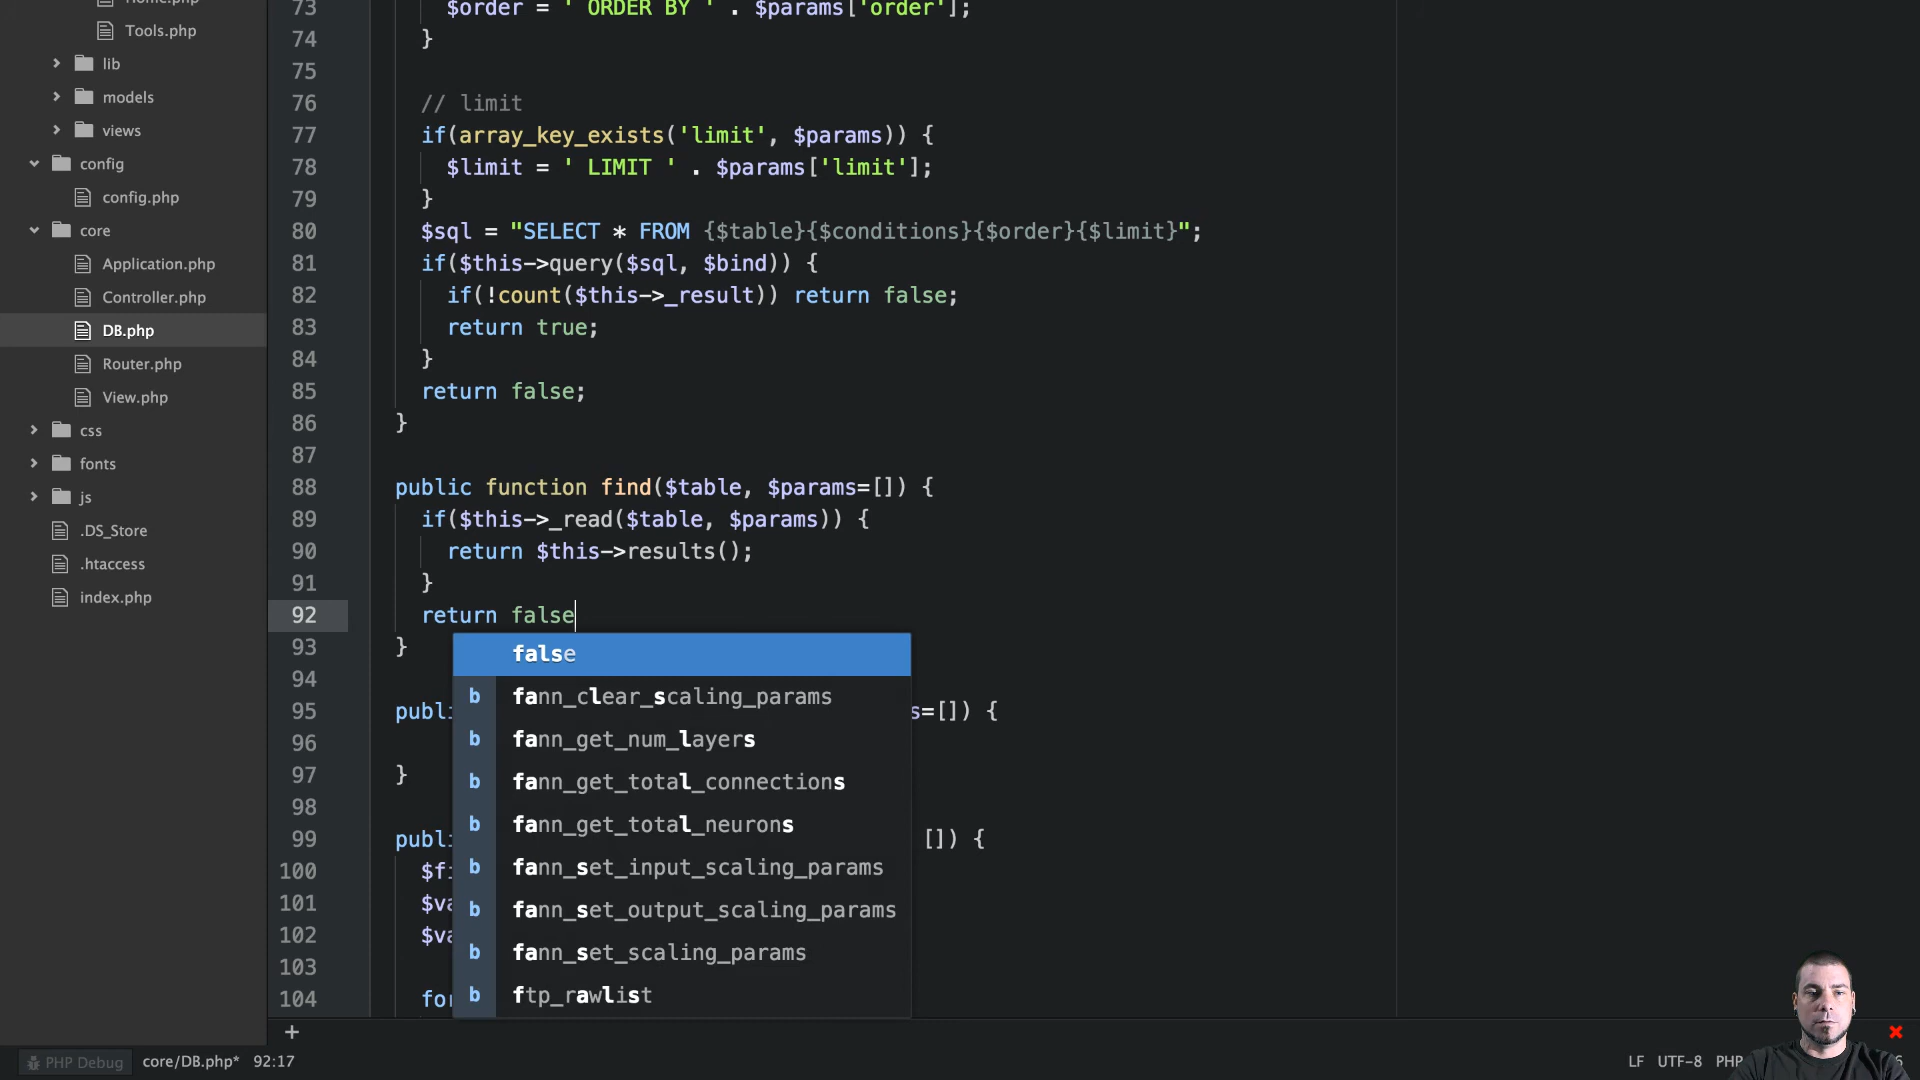 Home.php
Tools.php
lib
models
views
config
config.php
core
Application.php
Controller.php
DB.php
Router.php
View.php
css
fonts
js
.DS_Store
.htaccess
index.php
73 $order = ' ORDER BY ' . $params['order'];
74 }
75
76 // limit
77 if(array_key_exists('limit', $params)) {
78 $limit = ' LIMIT ' . $params['limit'];
79 }
80 $sql = "SELECT * FROM {$table}{$conditions}{$order}{$limit}";
81 if($this->query($sql, $bind)) {
82 if(!count($this->_result)) return false;
83 return true;
84 }
85 return false;
86 }
87
88 public function find($table, $params=[]) {
89 if($this->_read($table, $params)) {
90 return $this->results();
91 }
92 return false
93 }
94
95 publi s=[]) {
96
97 }
98
99 publi []) {
100 $fi
101 $va
102 $va
103
104 for
false
b fann_clear_scaling_params
b fann_get_num_layers
b fann_get_total_connections
b fann_get_total_neurons
b fann_set_input_scaling_params
b fann_set_output_scaling_params
b fann_set_scaling_params
b ftp_rawlist
+
PHP Debug core/DB.php* 92:17 LF UTF-8 PHP